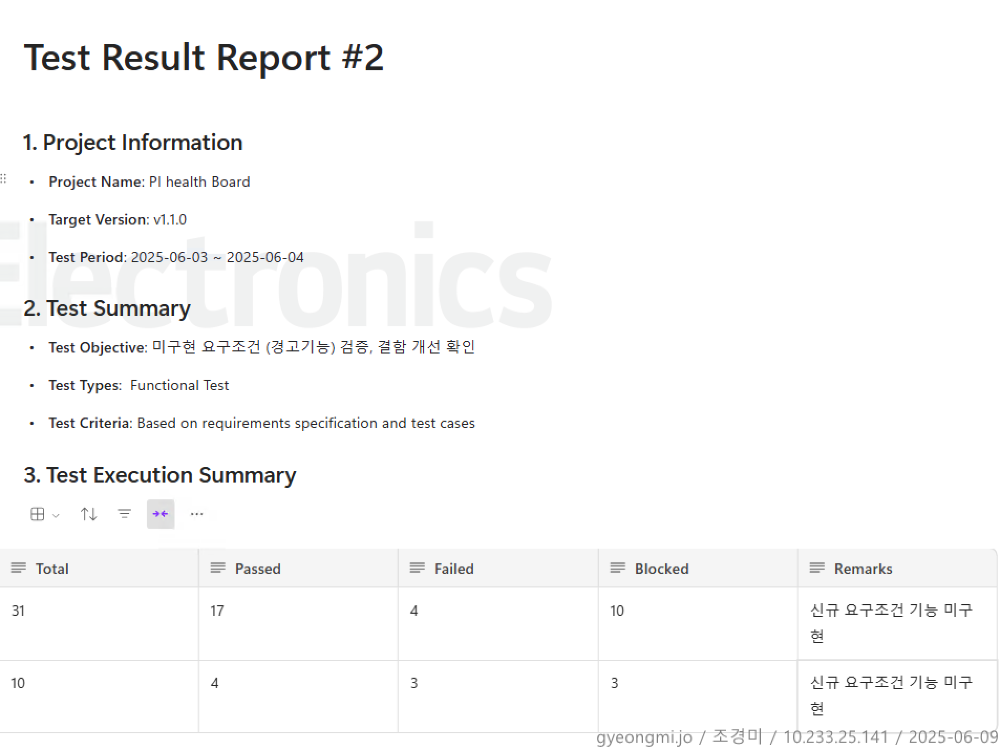 Test Result Report #2
1. Project Information
• Project Name: PI health Board
• Target Version: v1.1.0
• Test Period: 2025-06-03 ~ 2025-06-04
Electronics
2. Test Summary
• Test Objective: 미구현 요구조건 (경고기능) 검증, 결함 개선 확인
• Test Types: Functional Test
• Test Criteria: Based on requirements specification and test cases
3. Test Execution Summary
Total Passed Failed Blocked Remarks
31 17 4 10 신규 요구조건 기능 미구
현
10 4 3 3 신규 요구조건 기능 미구
현
gyeongmi.jo / 조경미 / 10.233.25.141 / 2025-06-09